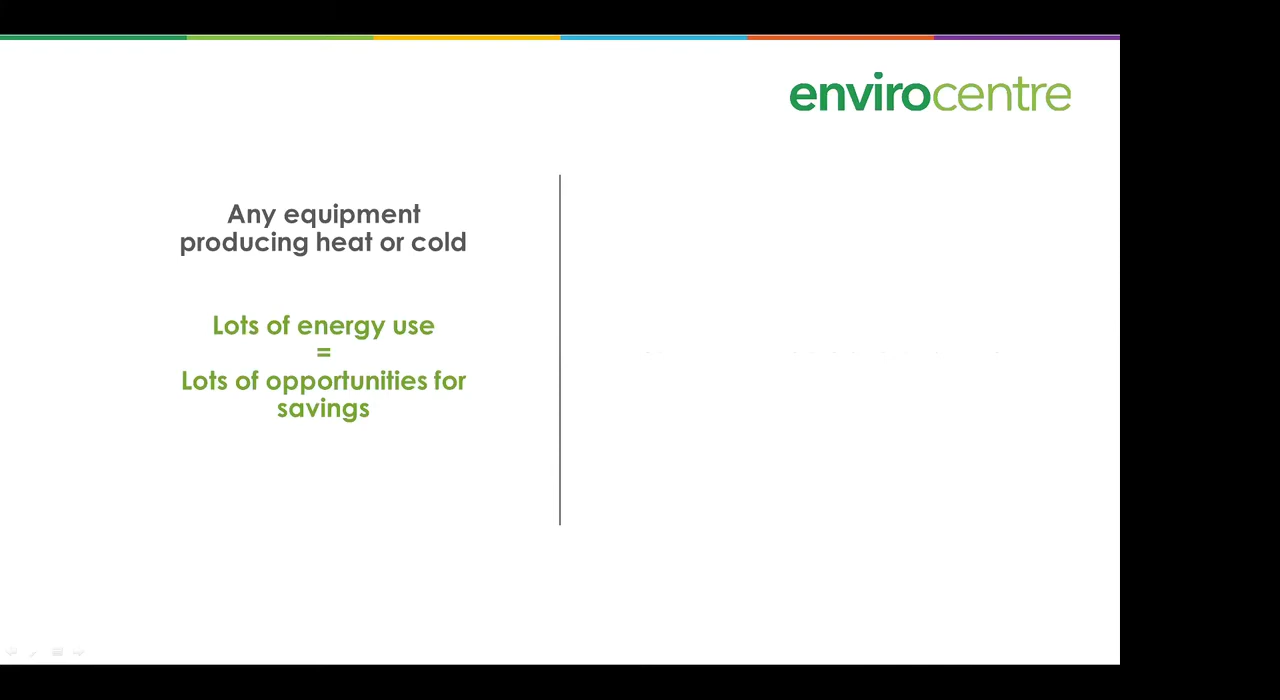 envirocentre
Any equipment
producing heat or cold
Lots of energy use
=
Lots of opportunities for
savings